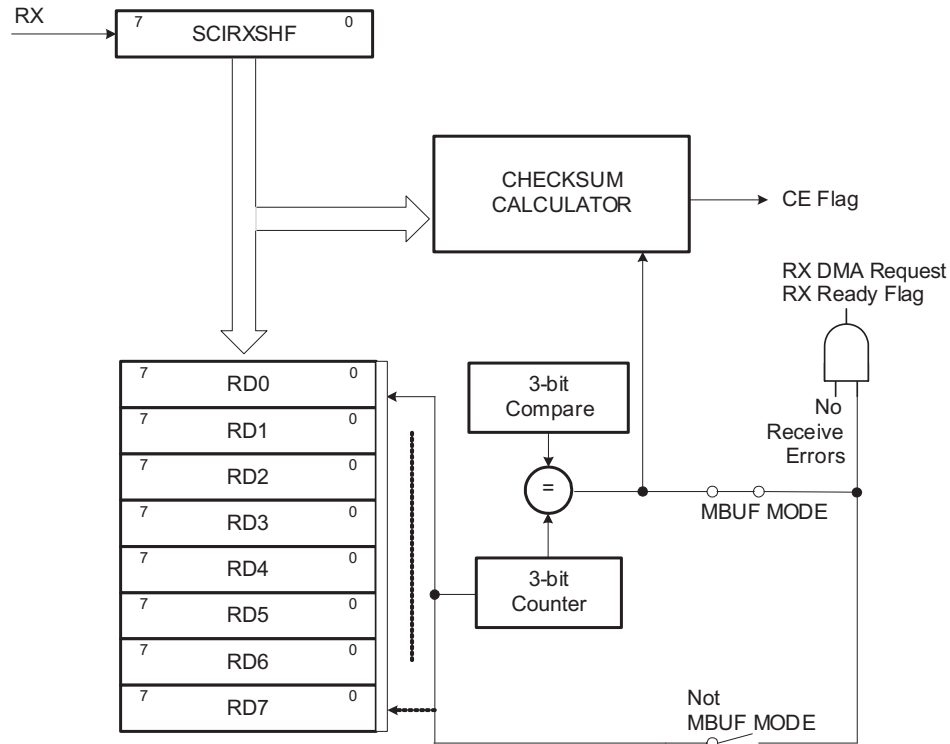 RX
7 SCIRXSHF 0
CHECKSUM
CALCULATOR
CE Flag
RX DMA Request
RX Ready Flag
7 RD0 0
7 RD1 0
7 RD2 0
7 RD3 0
7 RD4 0
7 RD5 0
7 RD6 0
7 RD7 0
3-bit
Compare
No
Receive
Errors
=
MBUF MODE
3-bit
Counter
Not
MBUF MODE